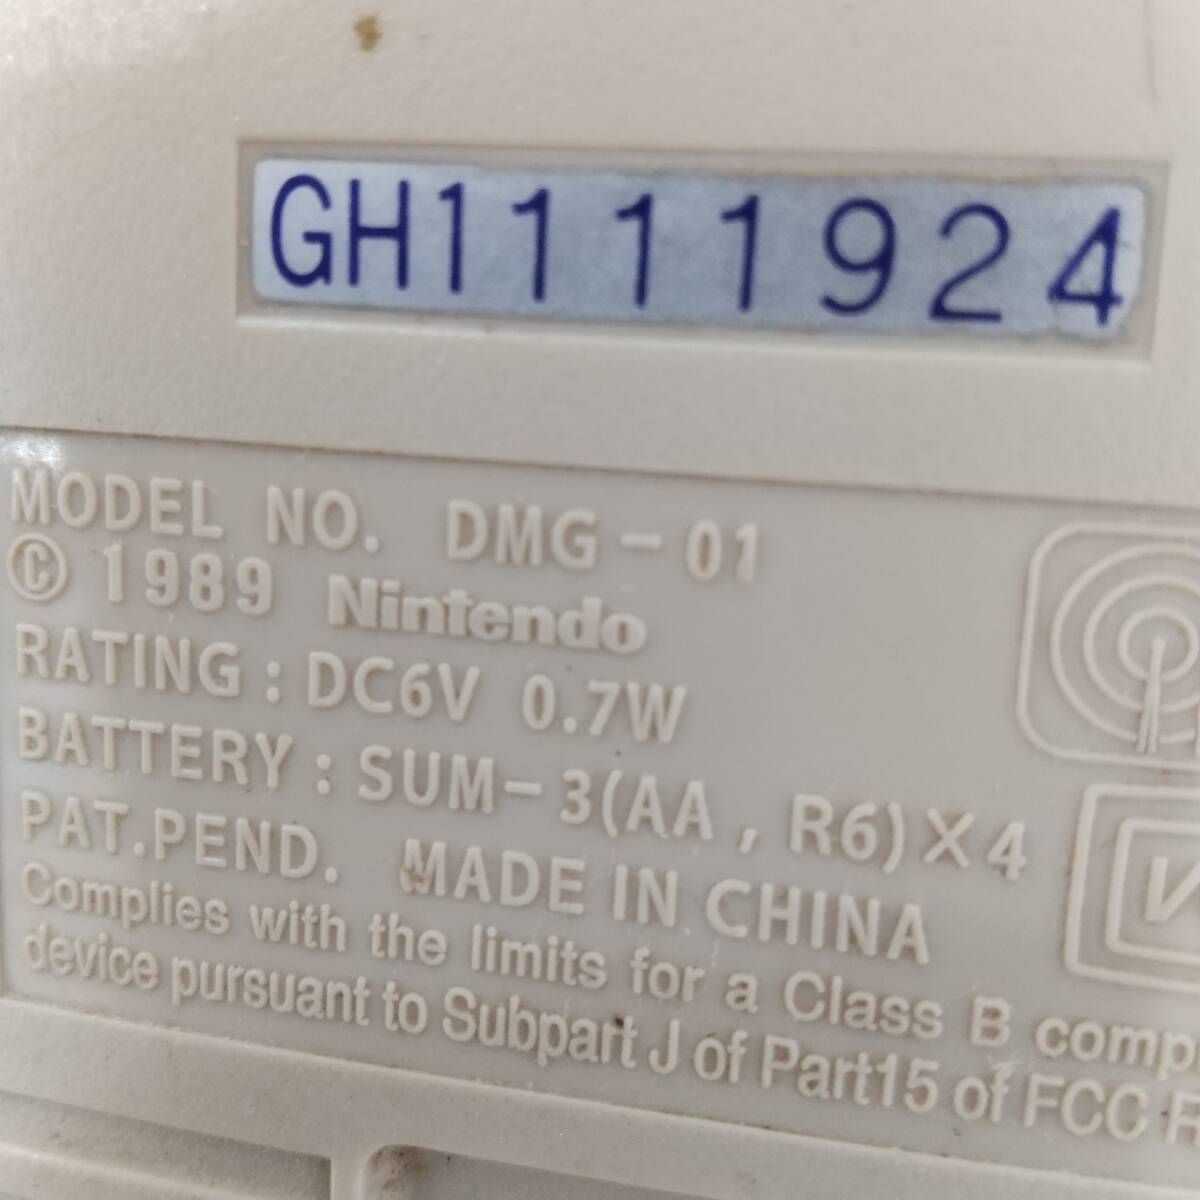 GH1111924
MODEL NO. DMG-01
© 1989 Nintendo
RATING : DC6V 0.7W
BATTERY : SUM-3(AA , R6)×4
PAT.PEND. MADE IN CHINA
Complies with the limits for a Class B comp
device pursuant to Subpart J of Part15 of FCC R